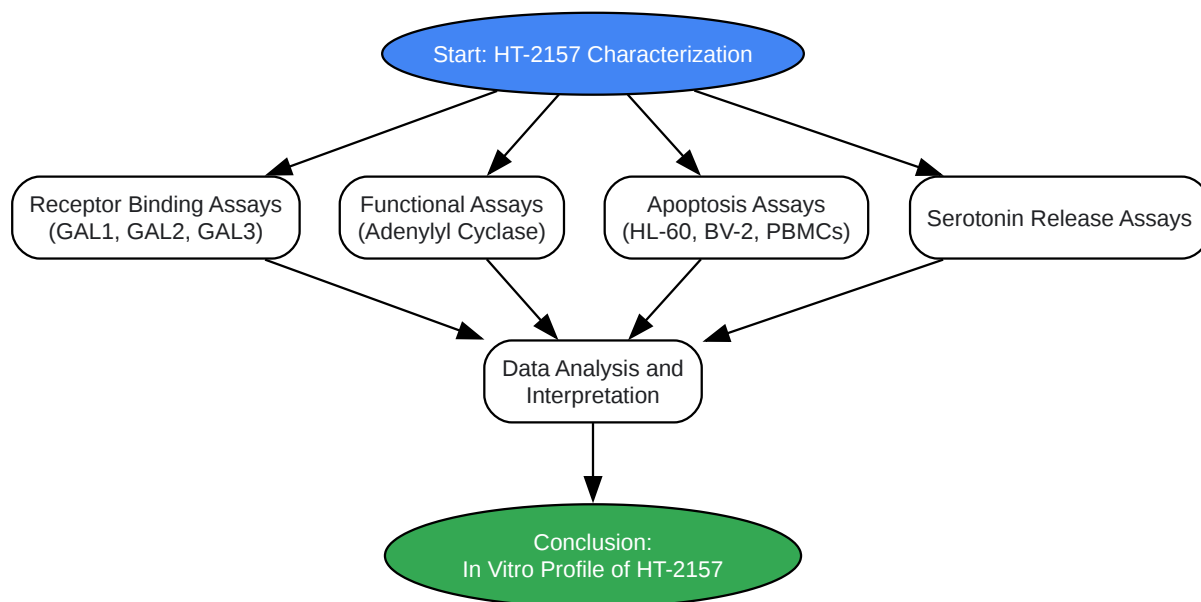 Start: HT-2157 Characterization
Receptor Binding Assays
(GAL1, GAL2, GAL3)
Functional Assays
(Adenylyl Cyclase)
Apoptosis Assays
(HL-60, BV-2, PBMCs)
Serotonin Release Assays
Data Analysis and
Interpretation
Conclusion:
In Vitro Profile of HT-2157